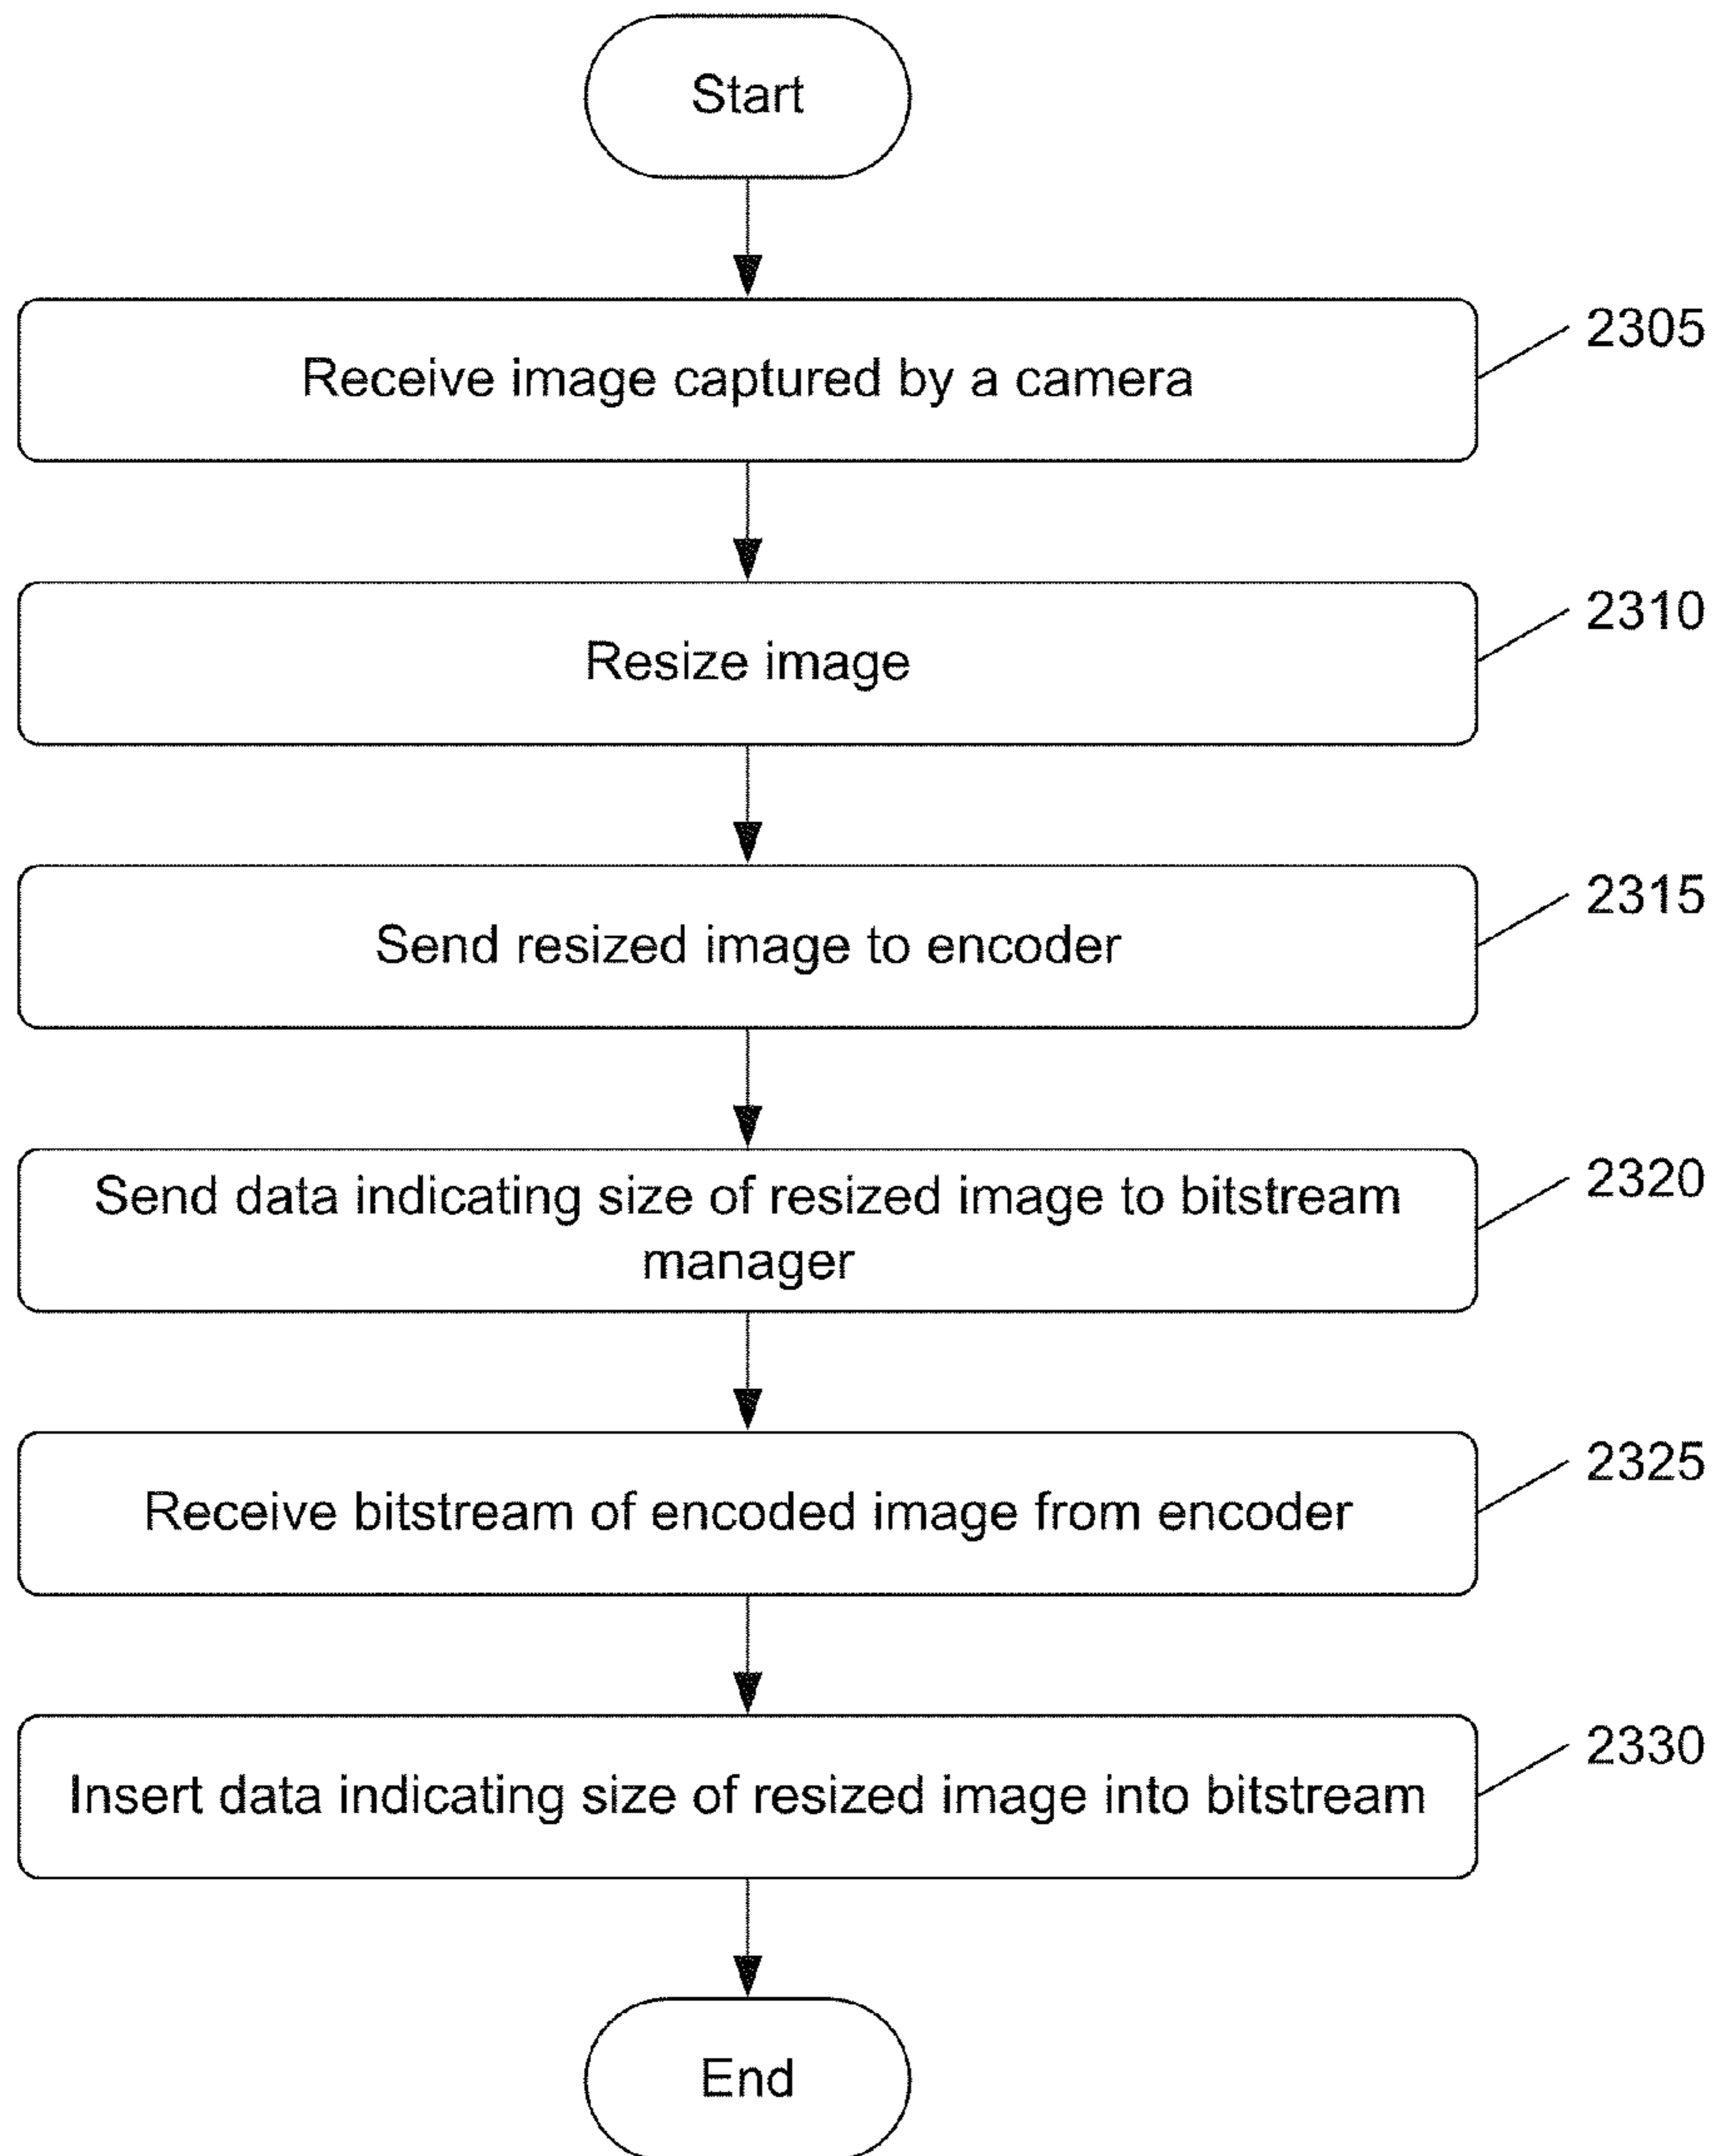 Start
Receive image captured by a camera
2305
Resize image
2310
Send resized image to encoder
2315
Send data indicating size of resized image to bitstream
manager
2320
Receive bitstream of encoded image from encoder
2325
Insert data indicating size of resized image into bitstream
2330
End